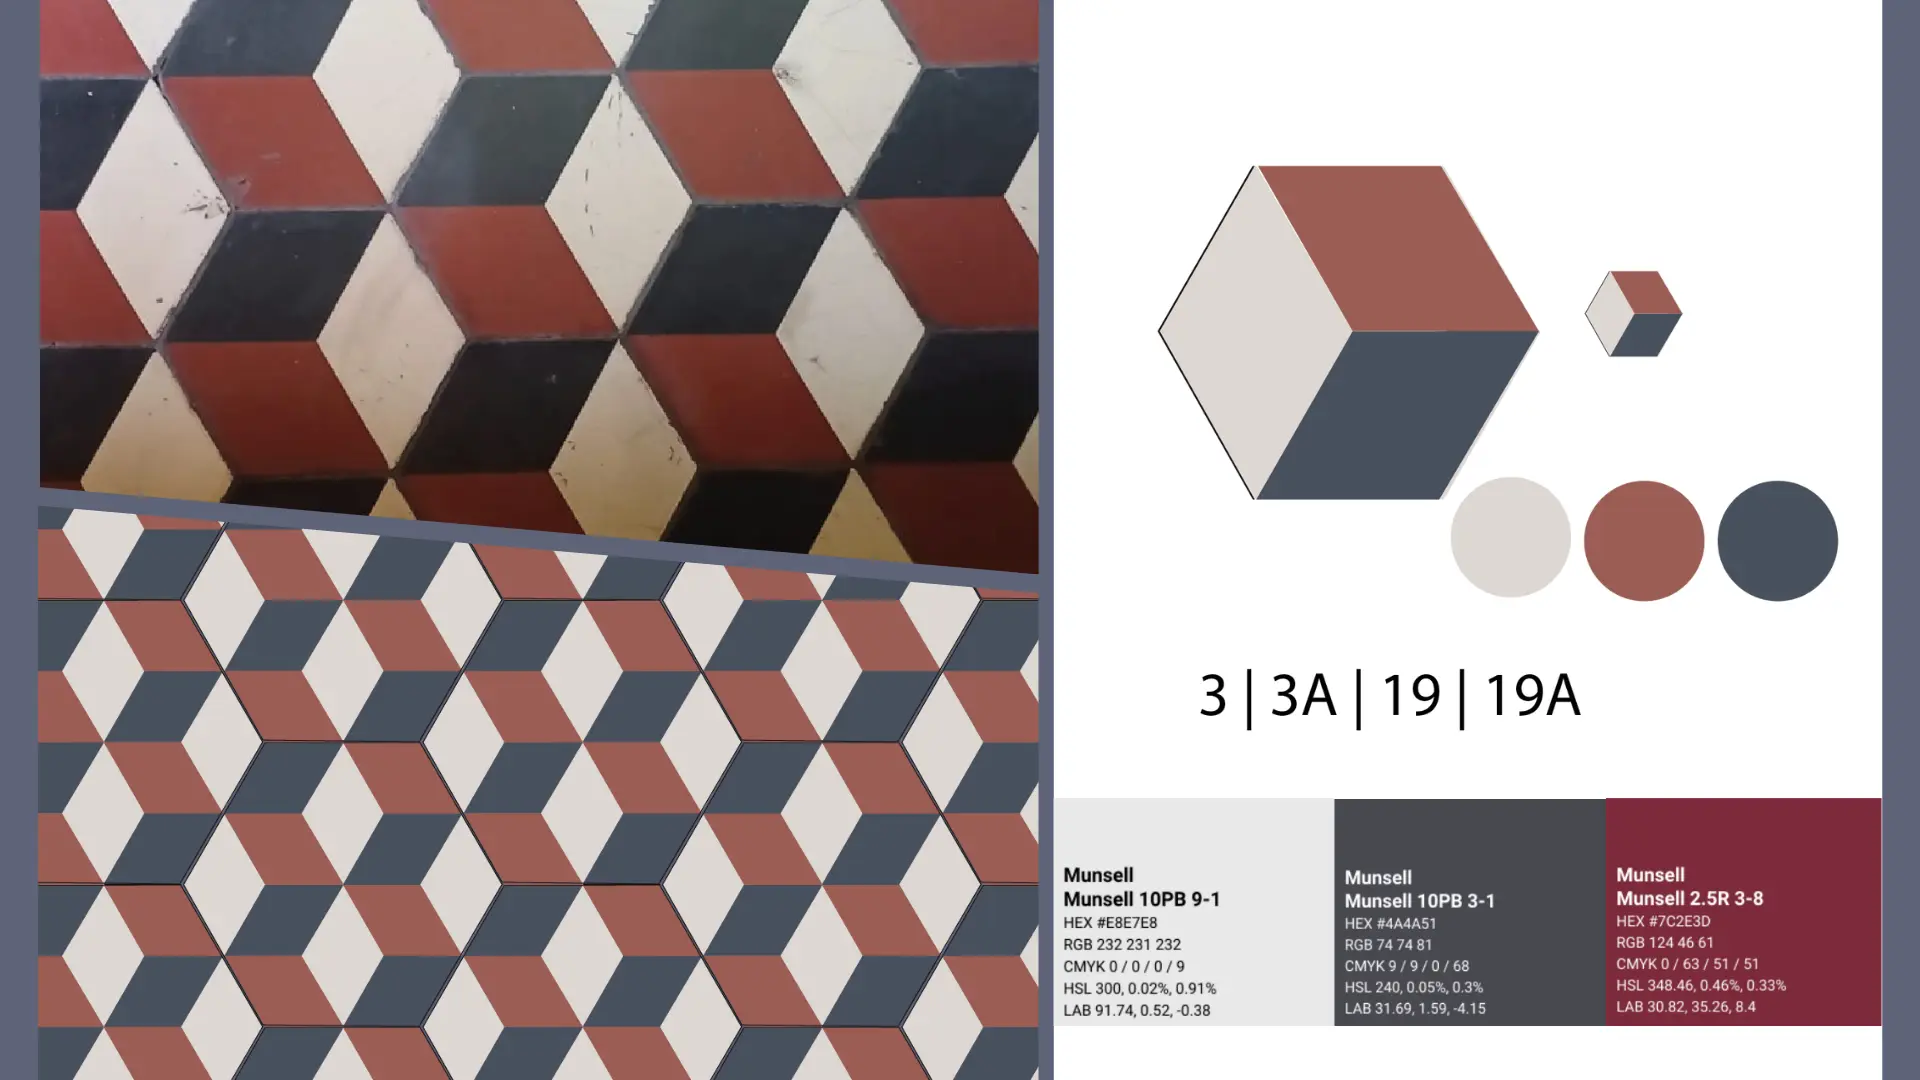 3 | 3A | 19 | 19A
Munsell
Munsell 10PB 9-1
HEX #E8E7E8
RGB 232 231 232
CMYK 0 / 0 / 0 / 9
HSL 300, 0.02%, 0.91%
LAB 91.74, 0.52, -0.38
Munsell
Munsell 10PB 3-1
HEX #4A4A51
RGB 74 74 81
CMYK 9 / 9 / 0 / 68
HSL 240, 0.05%, 0.3%
LAB 31.69, 1.59, -4.15
Munsell
Munsell 2.5R 3-8
HEX #7C2E3D
RGB 124 46 61
CMYK 0 / 63 / 51 / 51
HSL 348.46, 0.46%, 0.33%
LAB 30.82, 35.26, 8.4